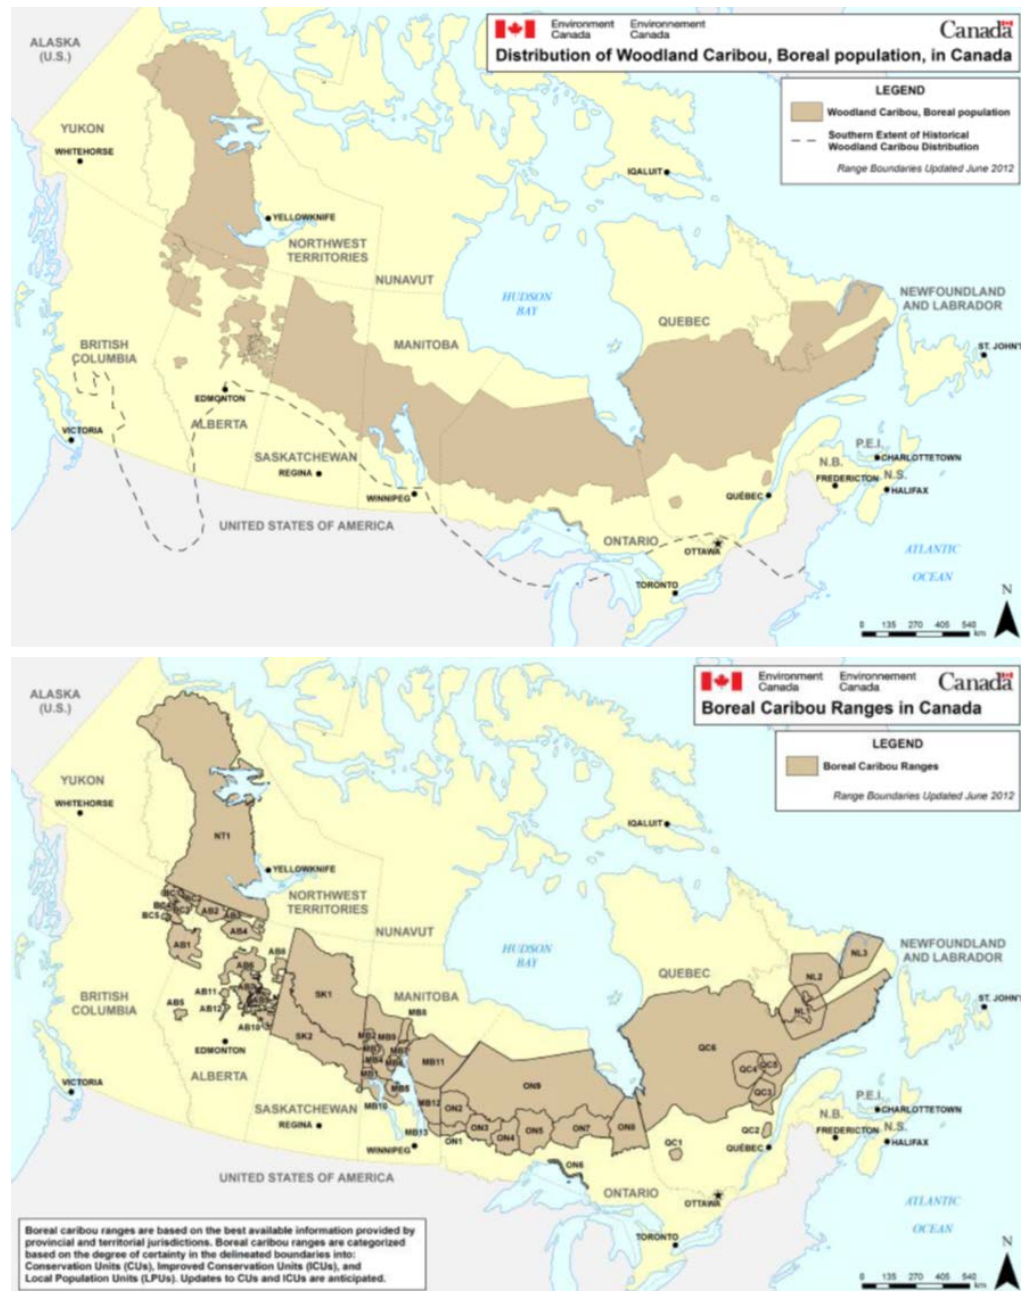 Environment Canada
Environnement Canada
Canada
Distribution of Woodland Caribou, Boreal population, in Canada
LEGEND
Woodland Caribou, Boreal population
Southern Extent of Historical
Woodland Caribou Distribution
Range Boundaries Updated June 2012
ALASKA
(U.S.)
YUKON
WHITEHORSE
IQALUIT
YELLOWKNIFE
NORTHWEST
TERRITORIES
NUNAVUT
HUDSON
BAY
QUEBEC
NEWFOUNDLAND
AND LABRADOR
BRITISH
COLUMBIA
MANITOBA
ST. JOHN'
EDMONTON
ALBERTA
VICTORIA
SASKATCHEWAN
REGINA
WINNIPEG
P.E.I.
CHARLOTTETOWN
N.B.
N.S.
FREDERICTON
HALIFAX
QUÉBEC
UNITED STATES OF AMERICA
ONTARIO
OTTAWA
ATLANTIC
OCEAN
TORONTO
N
0 135 270 405 540
km
Environment Canada
Environnement Canada
Canada
Boreal Caribou Ranges in Canada
LEGEND
Boreal Caribou Ranges
Range Boundaries Updated June 2012
ALASKA
(U.S.)
YUKON
WHITEHORSE
IQALUIT
NT1
YELLOWKNIFE
NORTHWEST
TERRITORIES
NUNAVUT
BC5
AB2
AB3
AB4
AB1
AB8
AB6
AB11
AB5
AB12
AB10
HUDSON
BAY
QUEBEC
NEWFOUNDLAND
AND LABRADOR
NL3
NL2
NL1
BRITISH
COLUMBIA
SK1
MANITOBA
MB8
ST. JOHN'
SK2
MB2
MB9
MB4
MB1
MB5
MB11
QC6
QC4
QC5
QC3
EDMONTON
ALBERTA
VICTORIA
ON9
MB10
MB12
ON2
SASKATCHEWAN
REGINA
MB13
ON1
ON3
ON4
ON5
ON7
ON8
WINNIPEG
QC1
QC2
P.E.I.
CHARLOTTETOWN
N.B.
N.S.
FREDERICTON
HALIFAX
QUÉBEC
ON6
UNITED STATES OF AMERICA
ONTARIO
OTTAWA
ATLANTIC
OCEAN
TORONTO
N
0 135 270 405 540
km
Boreal caribou ranges are based on the best available information provided by
provincial and territorial jurisdictions. Boreal caribou ranges are categorized
based on the degree of certainty in the delineated boundaries into:
Conservation Units (CUs), Improved Conservation Units (ICUs), and
Local Population Units (LPUs). Updates to CUs and ICUs are anticipated.